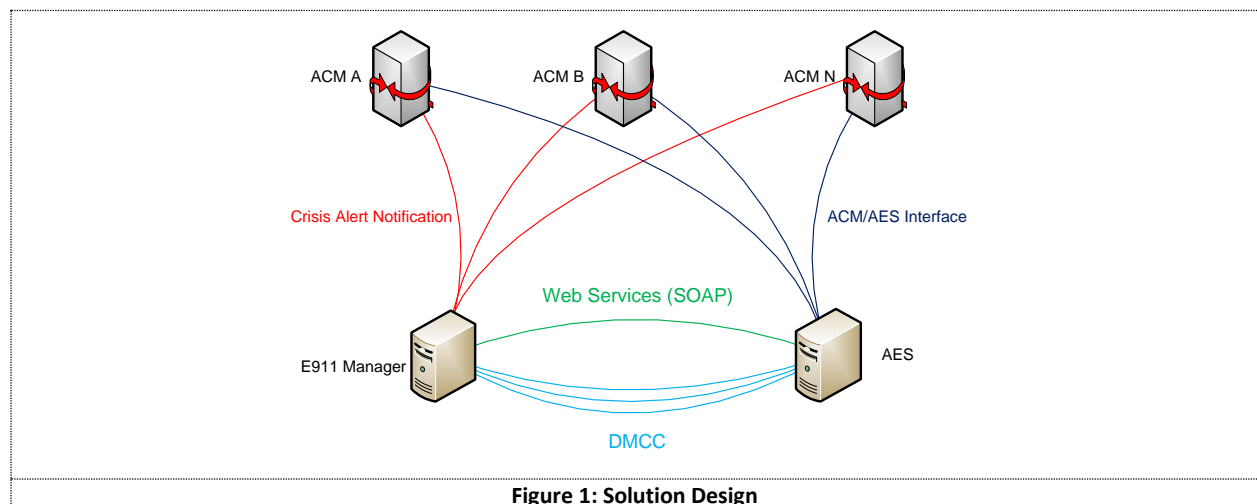 ACM A
ACM B
ACM N
Crisis Alert Notification
ACM/AES Interface
Web Services (SOAP)
E911 Manager
AES
DMCC
Figure 1: Solution Design